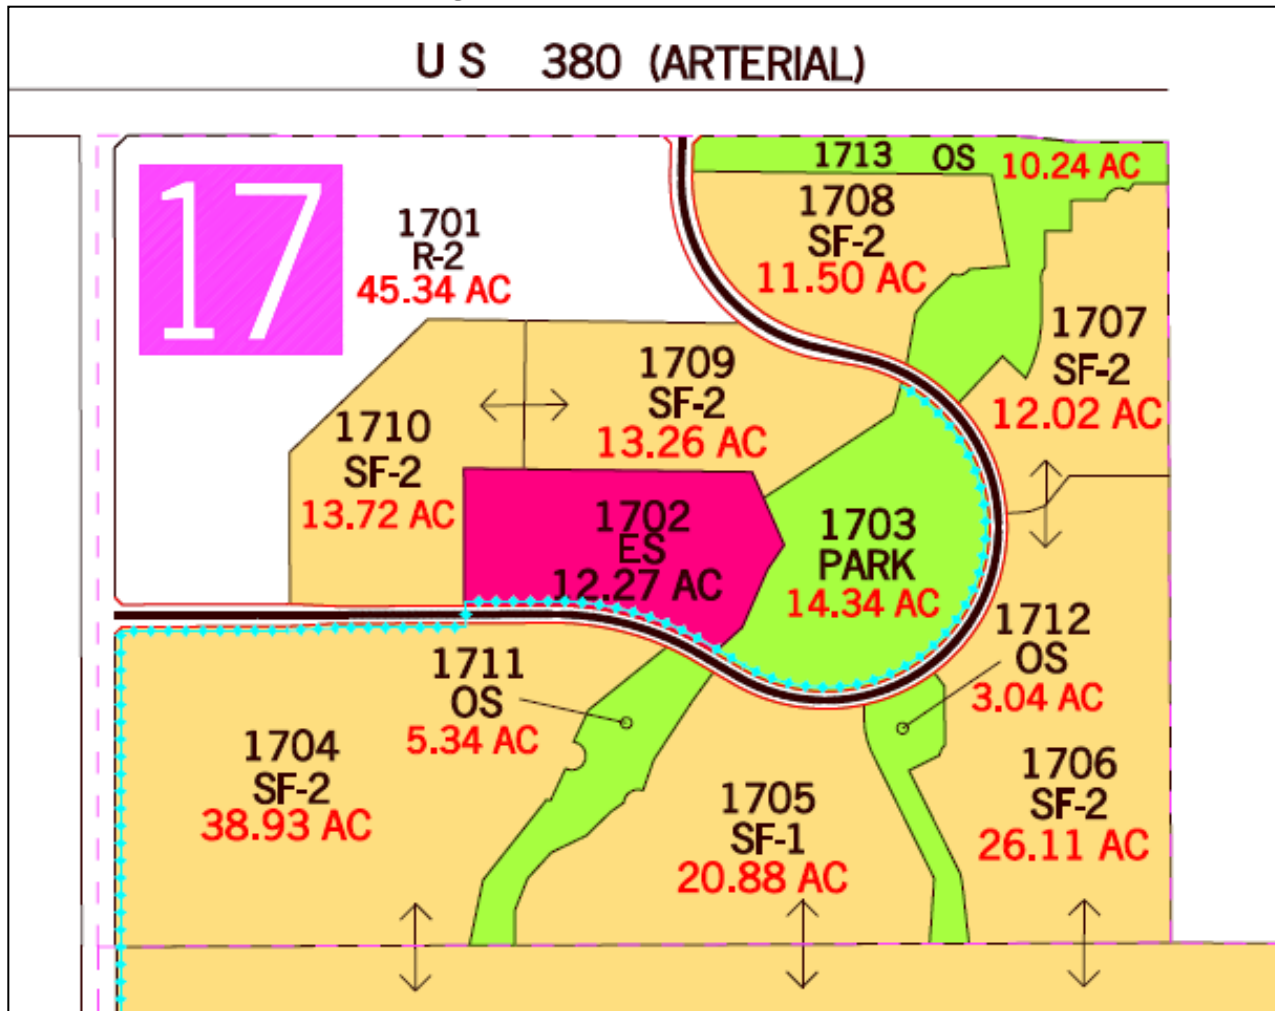 US 380 (ARTERIAL)
17
1713 OS 10.24 AC
1708
SF-2
11.50 AC
1701
R-2
45.34 AC
1707
SF-2
12.02 AC
1709
SF-2
13.26 AC
1710
SF-2
13.72 AC
1702
ES
12.27 AC
1703
PARK
14.34 AC
1712
OS
3.04 AC
1711
OS
5.34 AC
1704
SF-2
38.93 AC
1705
SF-1
20.88 AC
1706
SF-2
26.11 AC